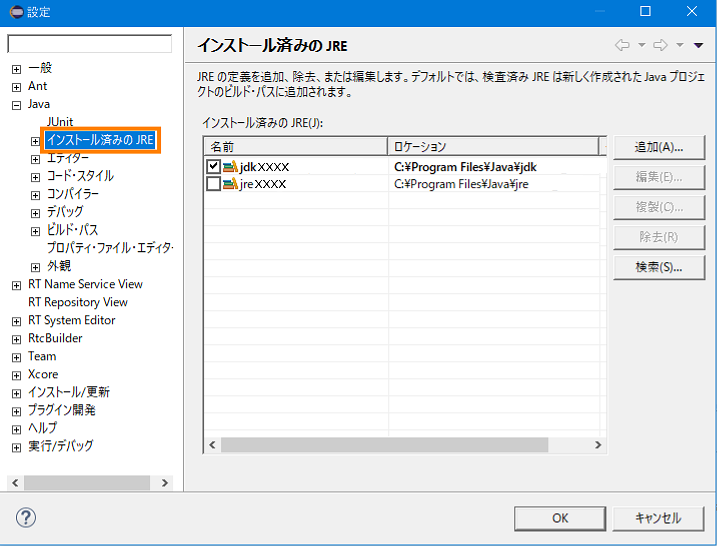 設定
インストール済みの JRE
JRE の定義を追加、除去、または編集します。デフォルトでは、検査済み JRE は新しく作成された Java プロジェ
クトのビルド・パスに追加されます。
インストール済みの JRE(J):
名前 ロケーション
jdkXXXX C:¥Program Files¥Java¥jdk
jreXXXX C:¥Program Files¥Java¥jre
追加(A)...
編集(E)...
複製(C)...
除去(R)
検索(S)...
一般
Ant
Java
JUnit
インストール済みの JRE
エディター
コード・スタイル
コンパイラー
デバッグ
ビルド・パス
プロパティ・ファイル・エディター
外観
RT Name Service View
RT Repository View
RT System Editor
RtcBuilder
Team
Xcore
インストール/更新
プラグイン開発
ヘルプ
実行/デバッグ
?
OK
キャンセル